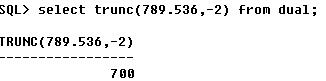 SQL> select trunc(789.536,-2) from dual;
TRUNC(789.536,-2)
-----------------
700